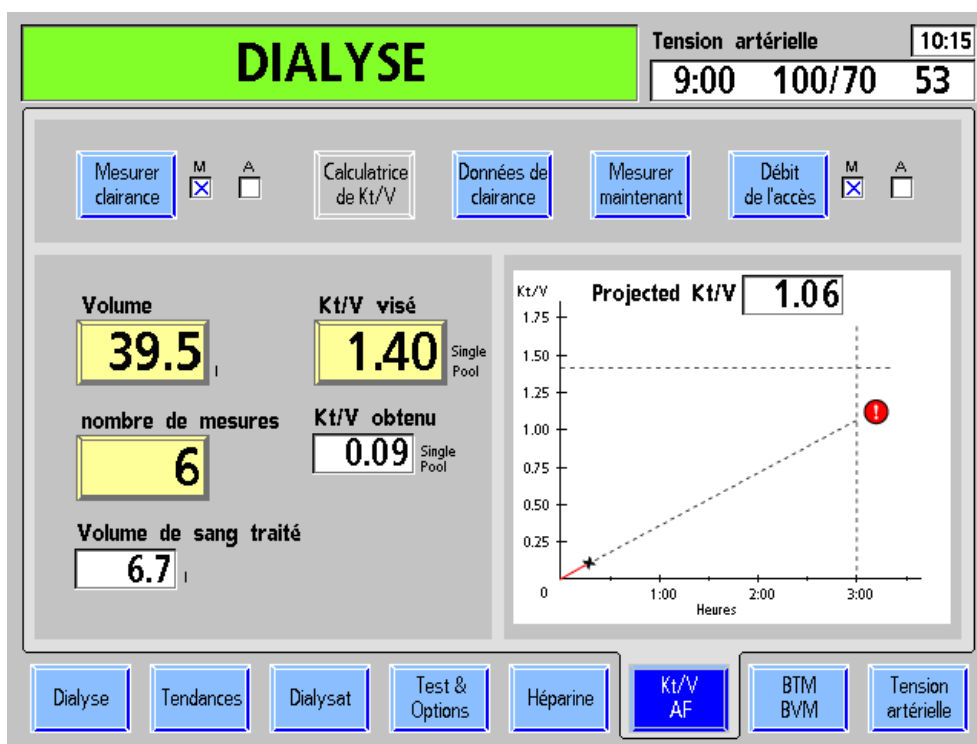 DIALYSE
Tension artérielle 10:15
9:00 100/70 53
Mesurer
clairance
M A
Calculatrice
de Kt/V
Données de
clairance
Mesurer
maintenant
Débit
de l'accès
M A
Volume
39.5 l
Kt/V visé
1.40 Single
Pool
nombre de mesures
6
Kt/V obtenu
0.09 Single
Pool
Volume de sang traité
6.7 l
Kt/V
Projected Kt/V 1.06
1.75
1.50
1.25
1.00
0.75
0.50
0.25
0
1:00 2:00 3:00
Heures
!
Dialyse
Tendances
Dialysat
Test &
Options
Héparine
Kt/V
AF
BTM
BVM
Tension
artérielle